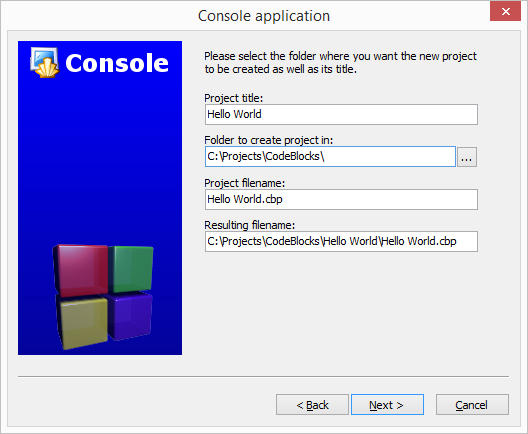 Console application
Console
Please select the folder where you want the new project
to be created as well as its title.
Project title:
Hello World
Folder to create project in:
C:\Projects\CodeBlocks\
...
Project filename:
Hello World.cbp
Resulting filename:
C:\Projects\CodeBlocks\Hello World\Hello World.cbp
< Back
Next >
Cancel